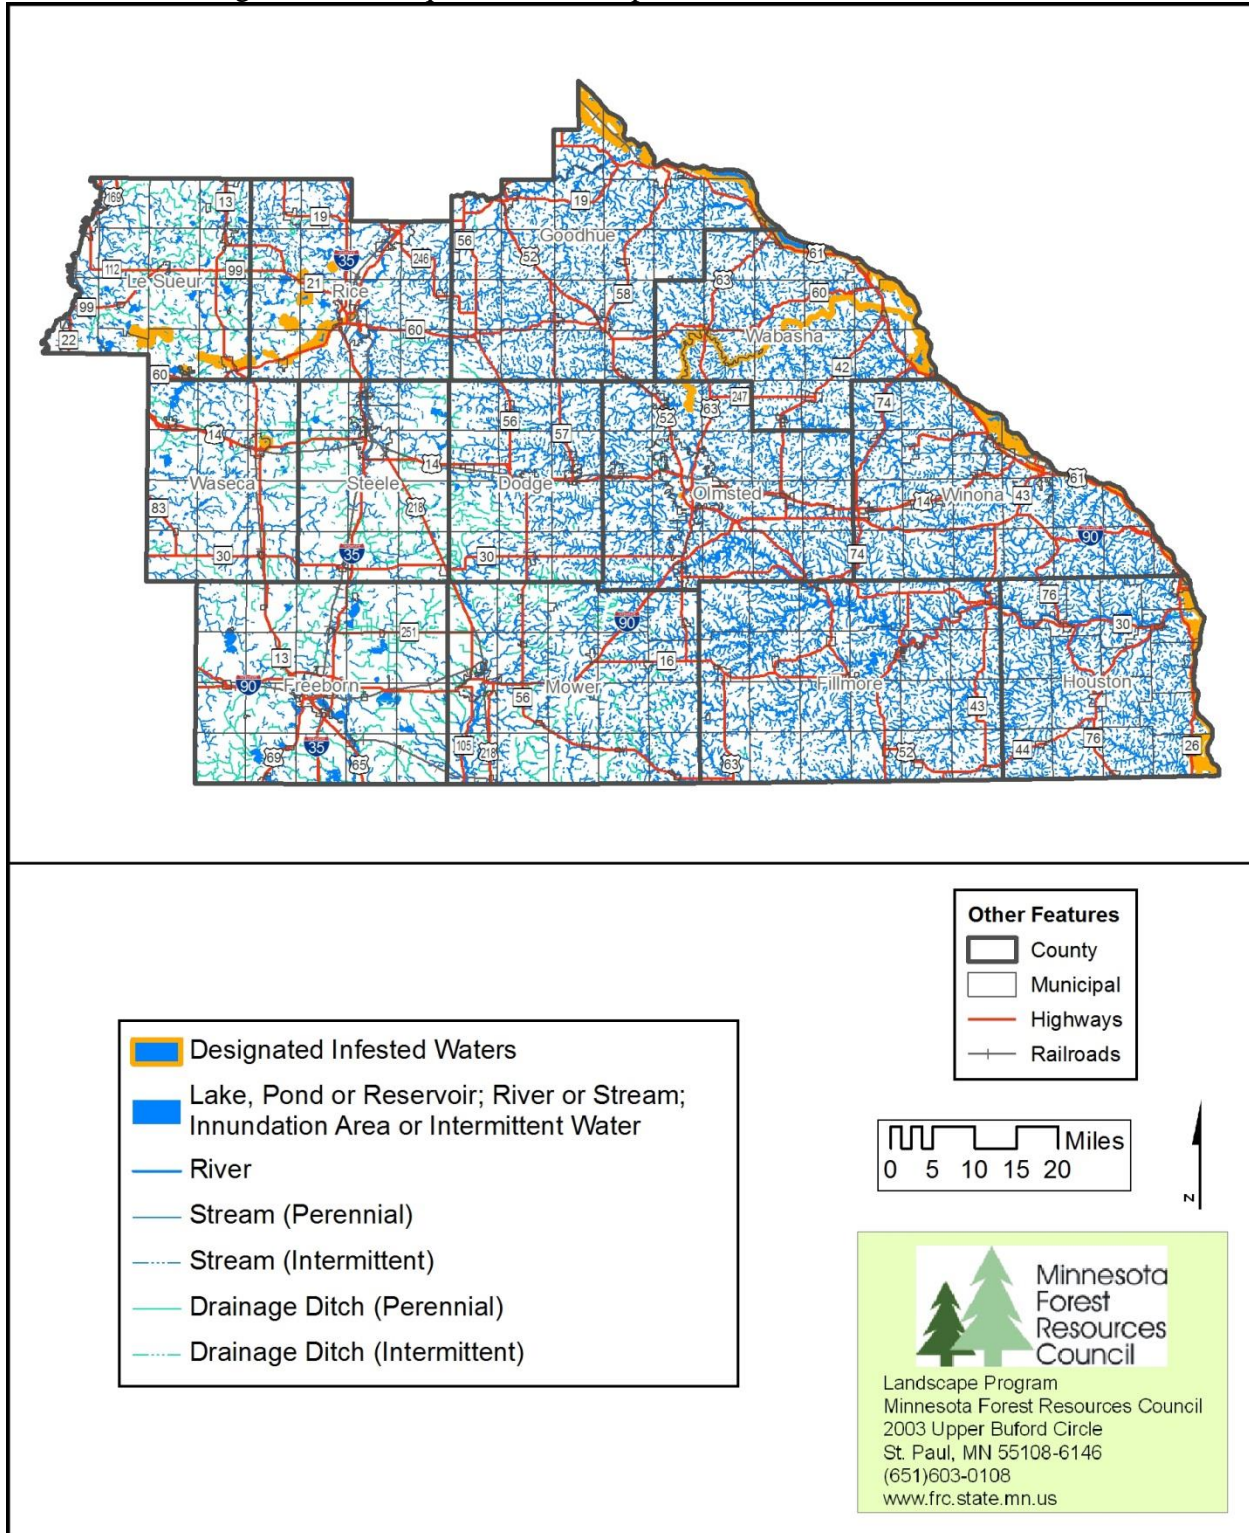 19
169
13
19
56
Goodhue
35
246
52
61
112
99
21
63
Le Sueur
Rice
58
60
99
60
Wabasha
22
42
60
74
52
63
247
14
56
57
61
14
Waseca
Steele
Dodge
Olmsted
Winona
43
83
218
14
90
30
35
30
74
76
90
30
251
13
16
90
Freeborn
56
Mower
Fillmore
Houston
43
35
105
218
44
76
26
69
65
63
52
Other Features
County
Municipal
Highways
Railroads
Designated Infested Waters
Lake, Pond or Reservoir; River or Stream;
Innundation Area or Intermittent Water
River
Stream (Perennial)
Stream (Intermittent)
Drainage Ditch (Perennial)
Drainage Ditch (Intermittent)
Miles
0 5 10 15 20
N
Minnesota
Forest
Resources
Council
Landscape Program
Minnesota Forest Resources Council
2003 Upper Buford Circle
St. Paul, MN 55108-6146
(651)603-0108
www.frc.state.mn.us